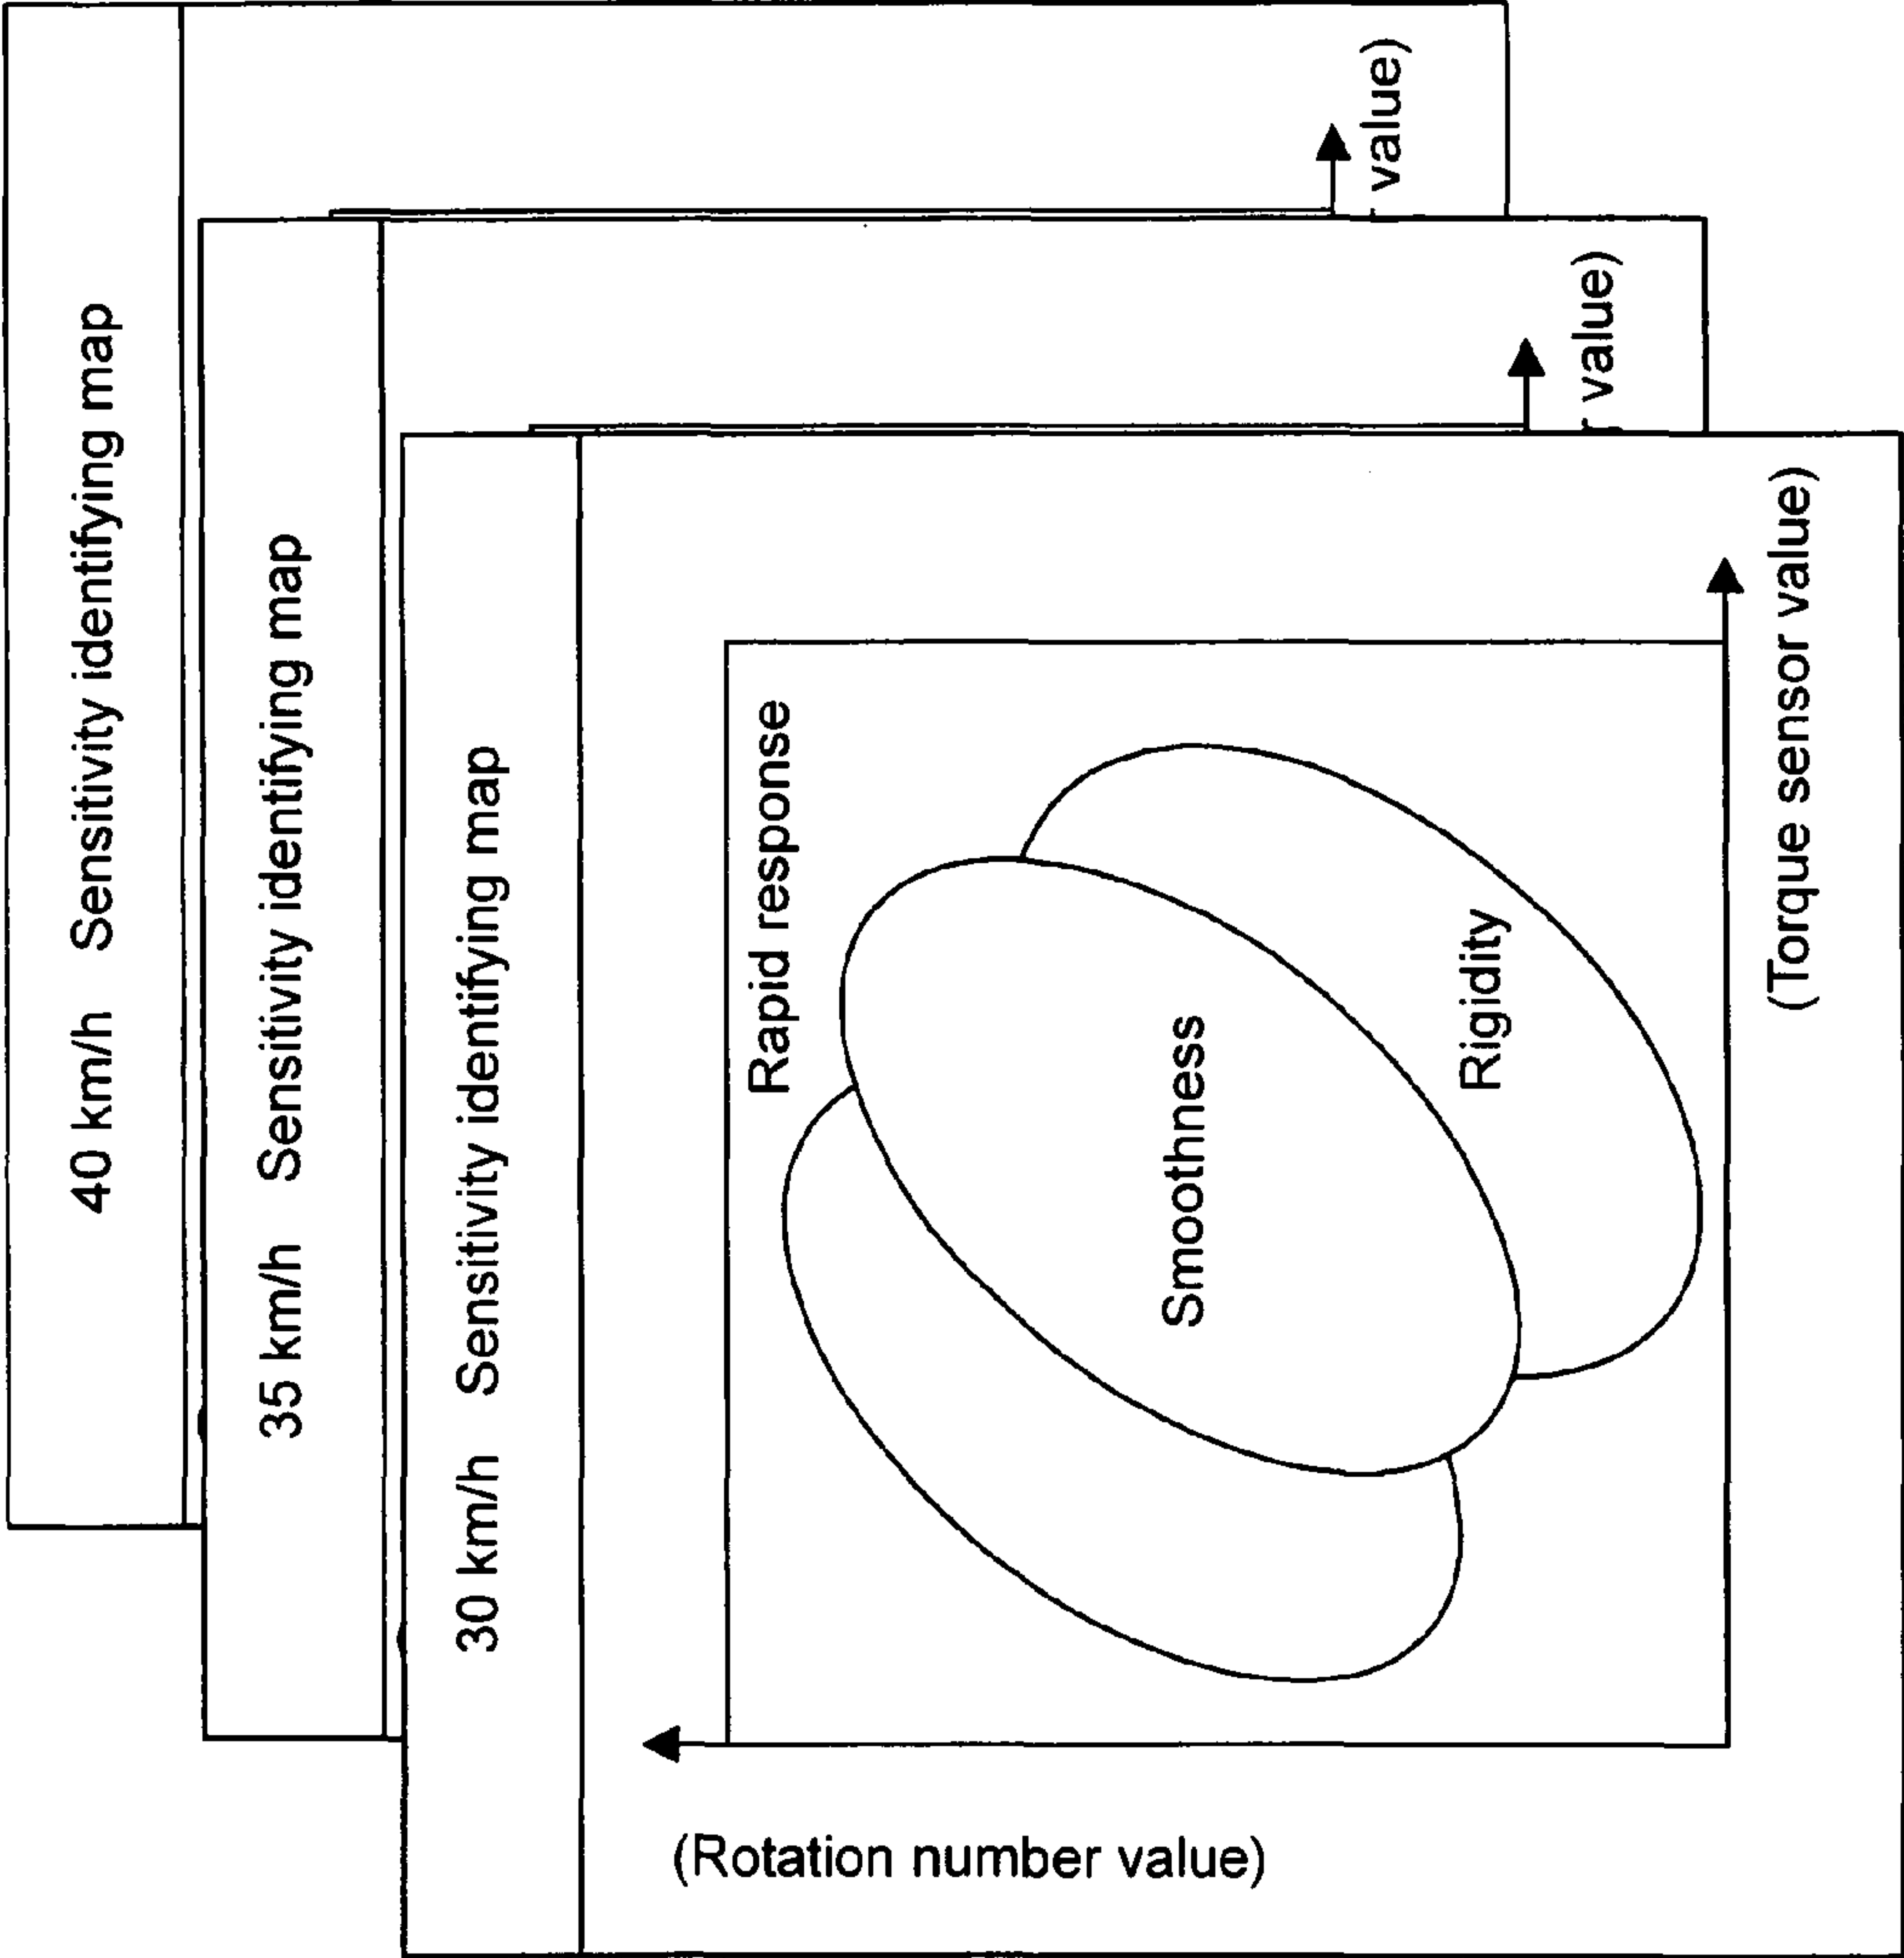 40 km/h Sensitivity identifying map
value)
35 km/h Sensitivity identifying map
value)
30 km/h Sensitivity identifying map
(Rotation number value)
Rapid response
Smoothness
Rigidity
(Torque sensor value)